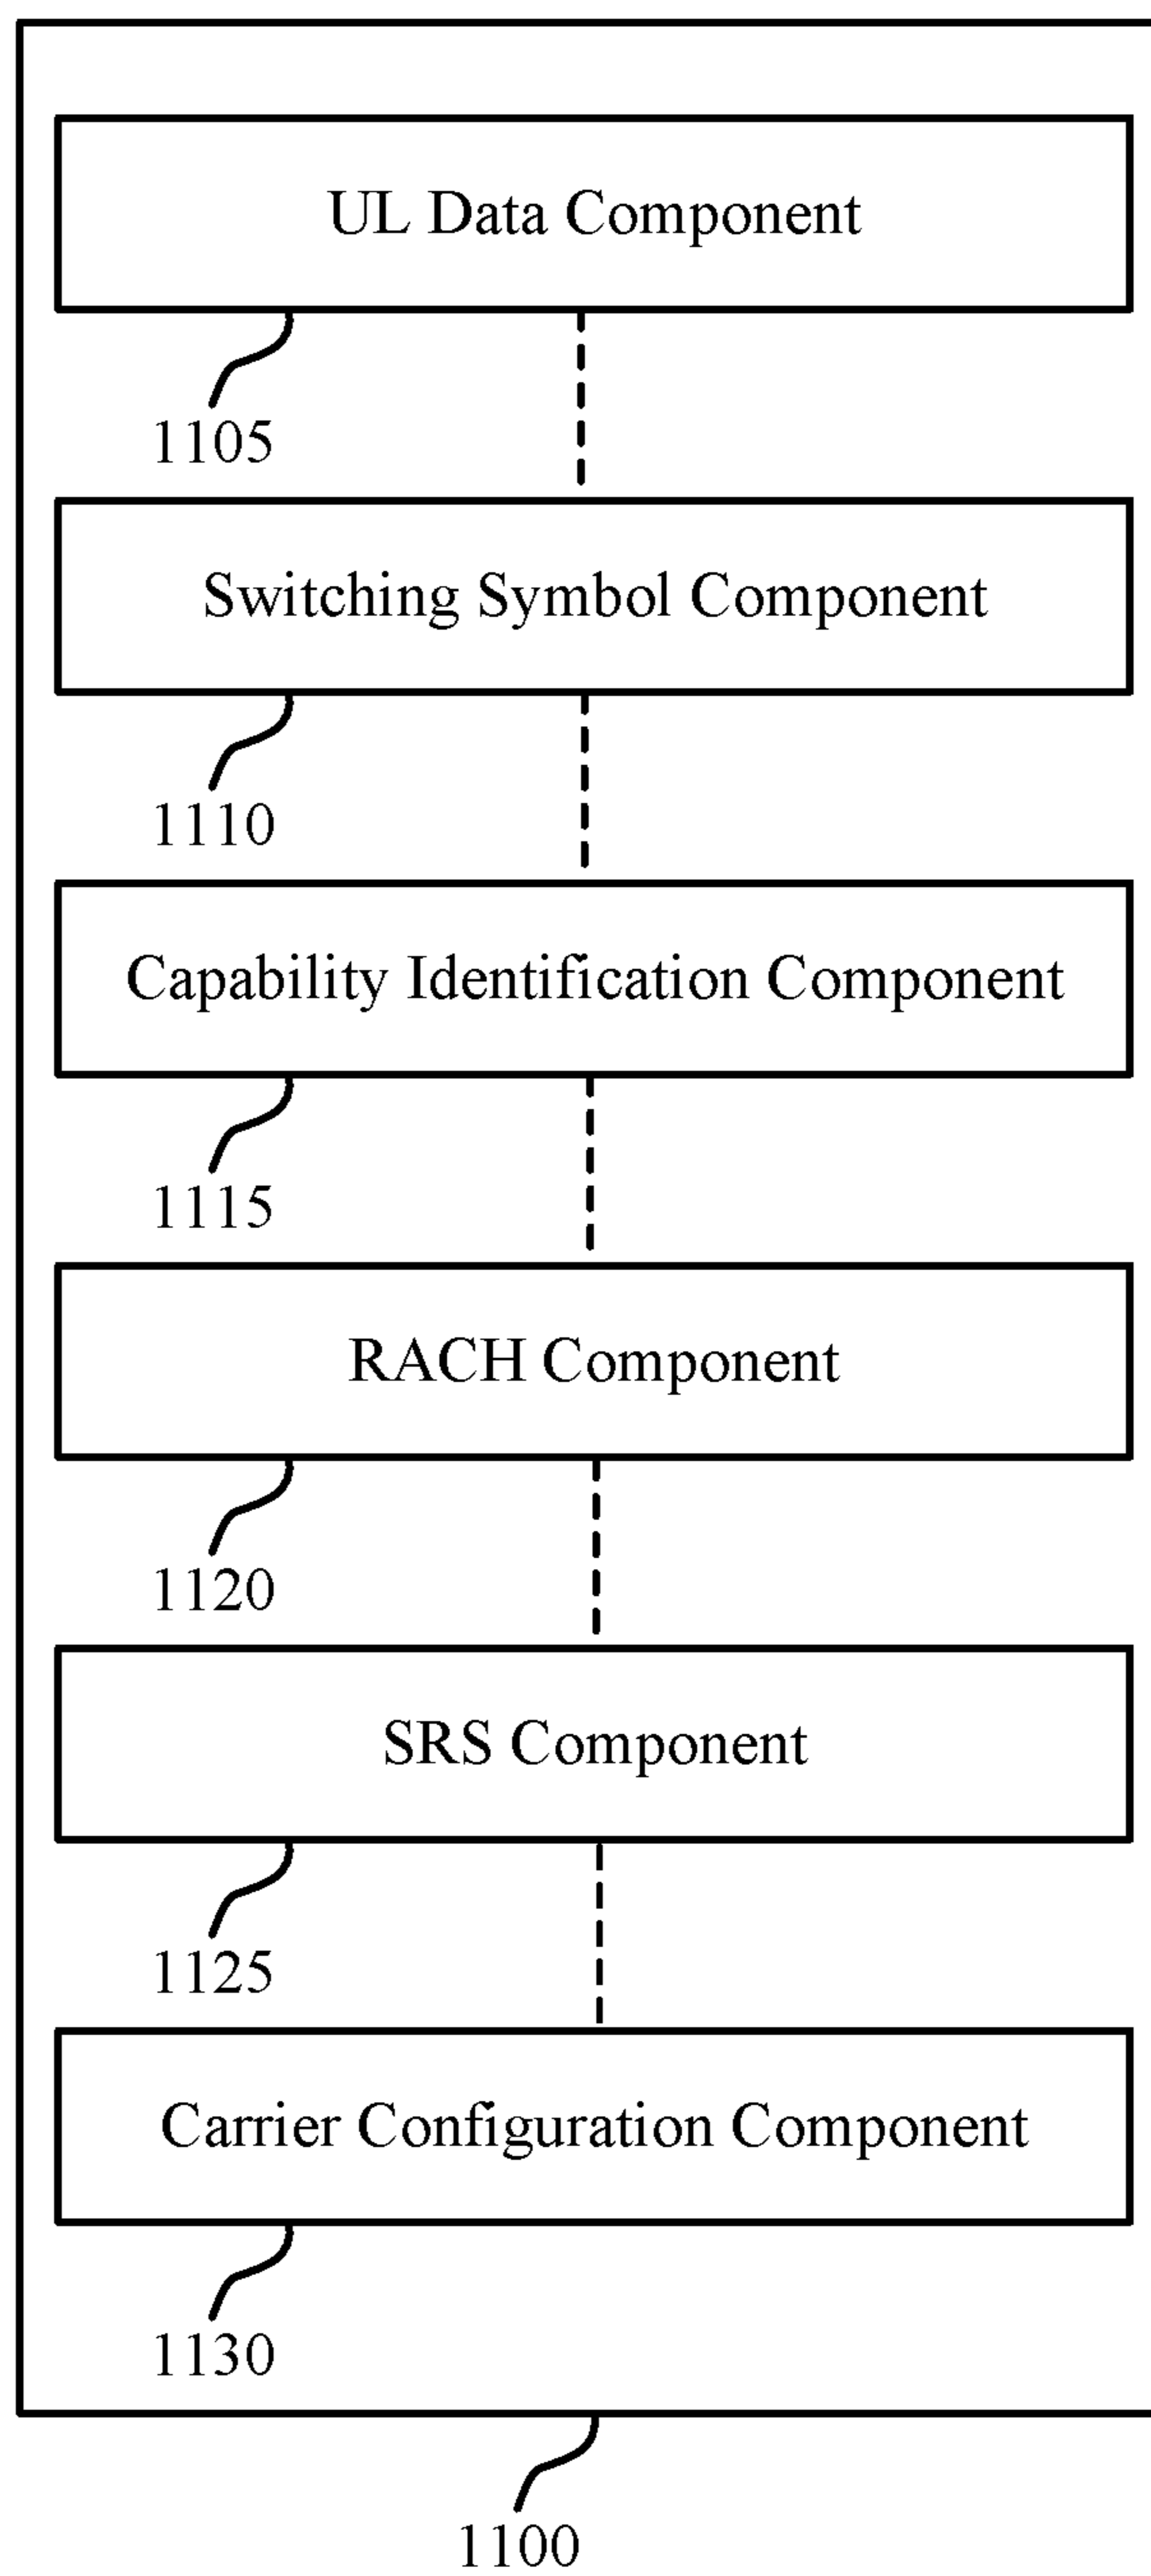 UL Data Component
1105
Switching Symbol Component
1110
Capability Identification Component
1115
RACH Component
1120
SRS Component
1125
Carrier Configuration Component
1130
1100